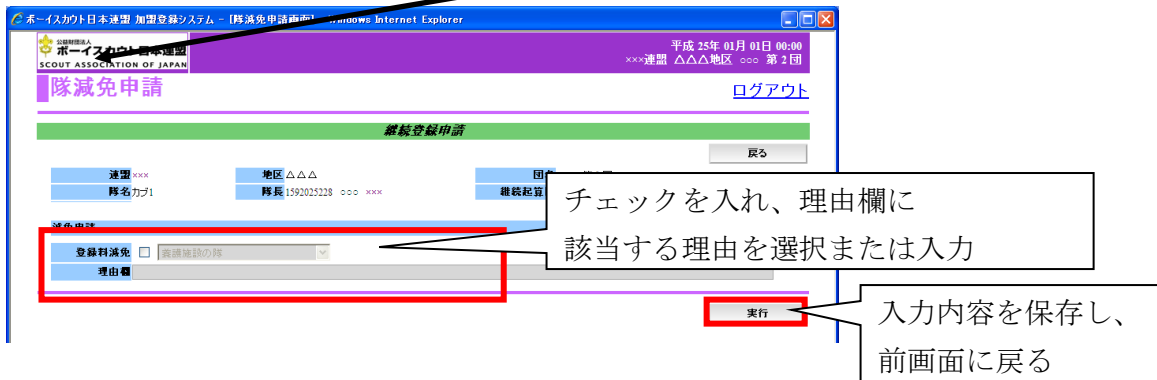 ボーイスカウト日本連盟 加盟登録システム - [隊減免申請画面] - Windows Internet Explorer
公益財団法人
ボーイスカウト日本連盟
SCOUT ASSOCIATION OF JAPAN
平成 25年 01月 01日 00:00
×××連盟 △△△地区 ○○○ 第2団
隊減免申請
ログアウト
継続登録申請
戻る
連盟 ××× 地区 △△△
隊名 カブ1 隊長 1592025228 ○○○ ××× 継続起算
チェックを入れ、理由欄に
該当する理由を選択または入力
減免申請
登録料減免 養護施設の隊
理由欄
実行
入力内容を保存し、
前画面に戻る